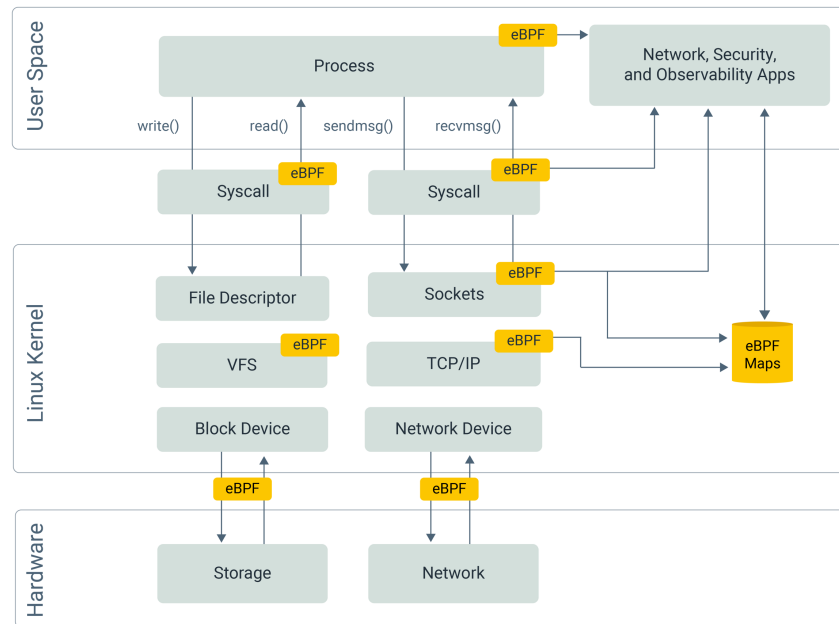 User Space
eBPF
Process
Network, Security,
and Observability Apps
write()
read()
sendmsg()
recvmsg()
eBPF
Syscall
eBPF
Syscall
Linux Kernel
File Descriptor
eBPF
Sockets
eBPF
VFS
eBPF
TCP/IP
eBPF
Maps
Block Device
Network Device
eBPF
eBPF
Hardware
Storage
Network